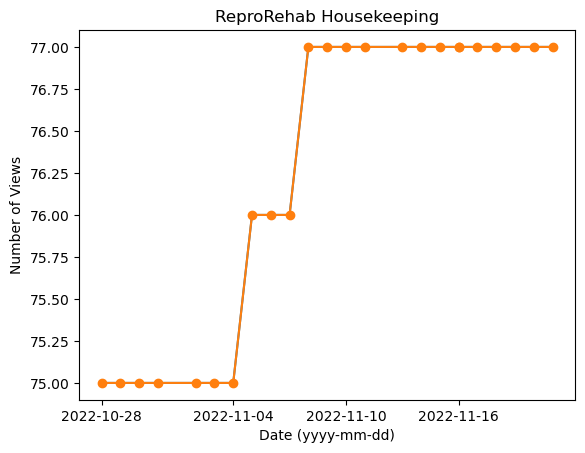 ReproRehab Housekeeping
77.00
76.75
76.50
76.25
76.00
75.75
75.50
75.25
75.00
Number of Views
2022-10-28 2022-11-04 2022-11-10 2022-11-16
Date (yyyy-mm-dd)